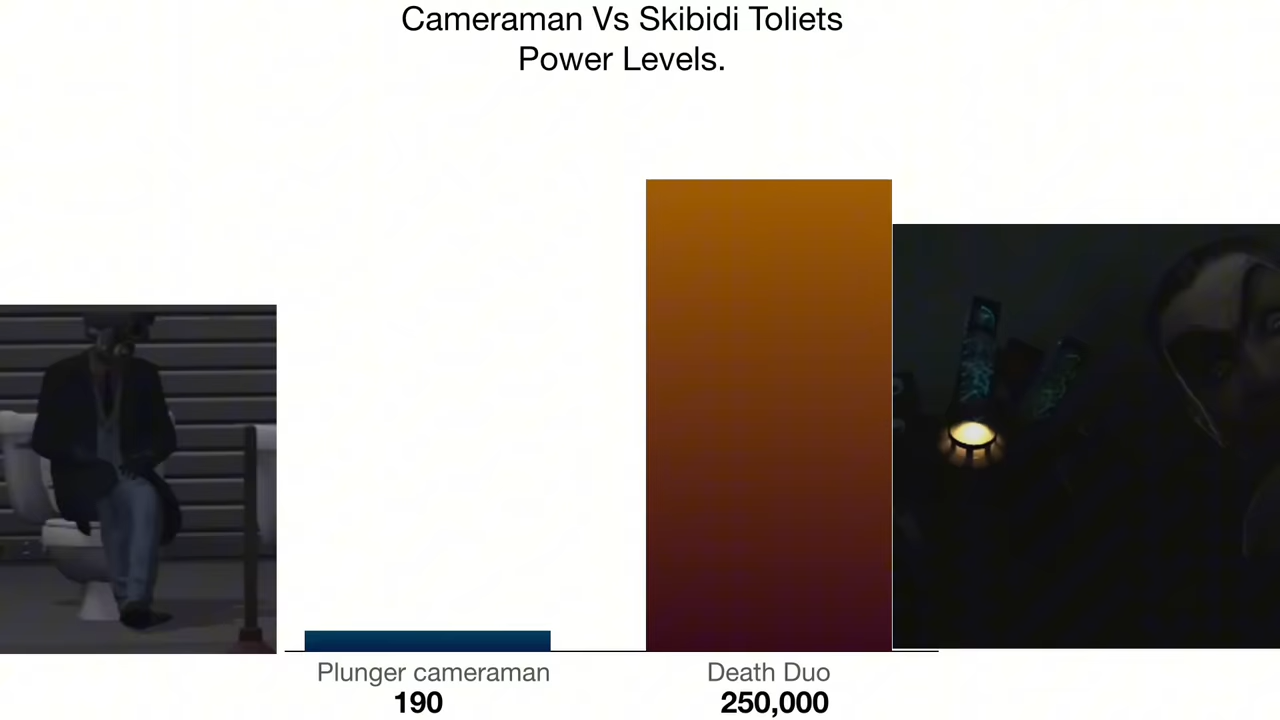 Cameraman Vs Skibidi Toliets
Power Levels.
Plunger cameraman
190
Death Duo
250,000